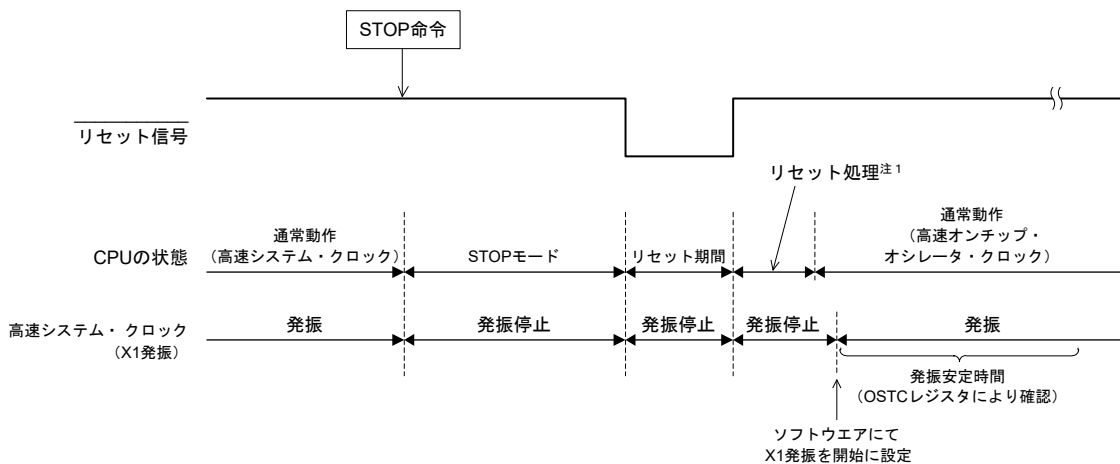 STOP命令
リセット信号
リセット処理注1
CPUの状態
通常動作
（高速システム・クロック）
STOPモード
リセット期間
通常動作
（高速オンチップ・
オシレータ・クロック）
高速システム・ クロック
（X1発振）
発振
発振停止
発振停止
発振停止
発振
発振安定時間
（OSTCレジスタにより確認）
ソフトウエアにて
X1発振を開始に設定